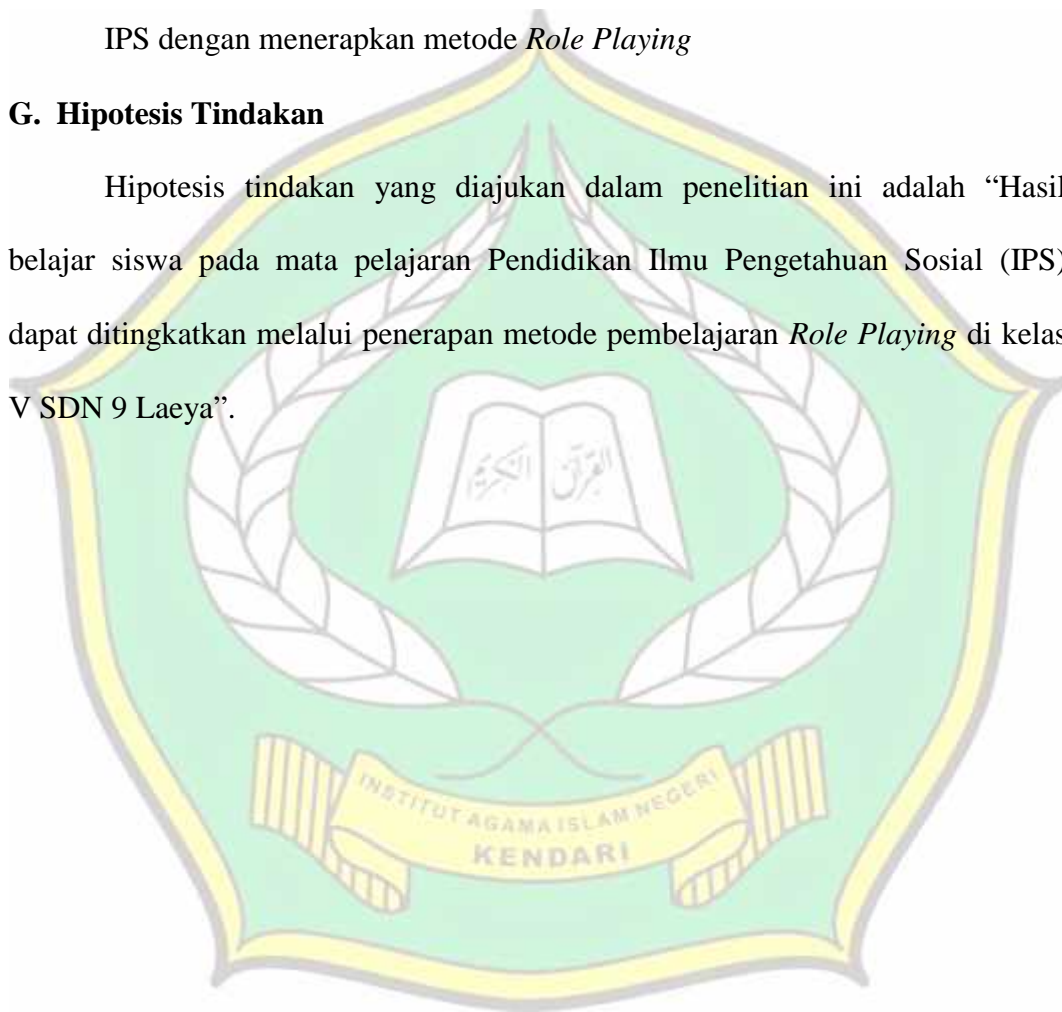 IPS dengan menerapkan metode Role Playing
G. Hipotesis Tindakan
Hipotesis tindakan yang diajukan dalam penelitian ini adalah “Hasil
belajar siswa pada mata pelajaran Pendidikan Ilmu Pengetahuan Sosial (IPS)
dapat ditingkatkan melalui penerapan metode pembelajaran Role Playing di kelas
V SDN 9 Laeya”.
القرآن الكريم
INSTITUT AGAMA ISLAM NEGERI
KENDARI